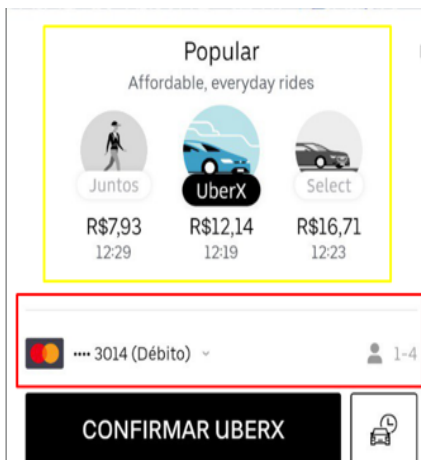 Popular
Affordable, everyday rides
Juntos UberX Select
R$7,93 R$12,14 R$16,71
12:29 12:19 12:23
•••• 3014 (Débito) 1-4
CONFIRMAR UBERX